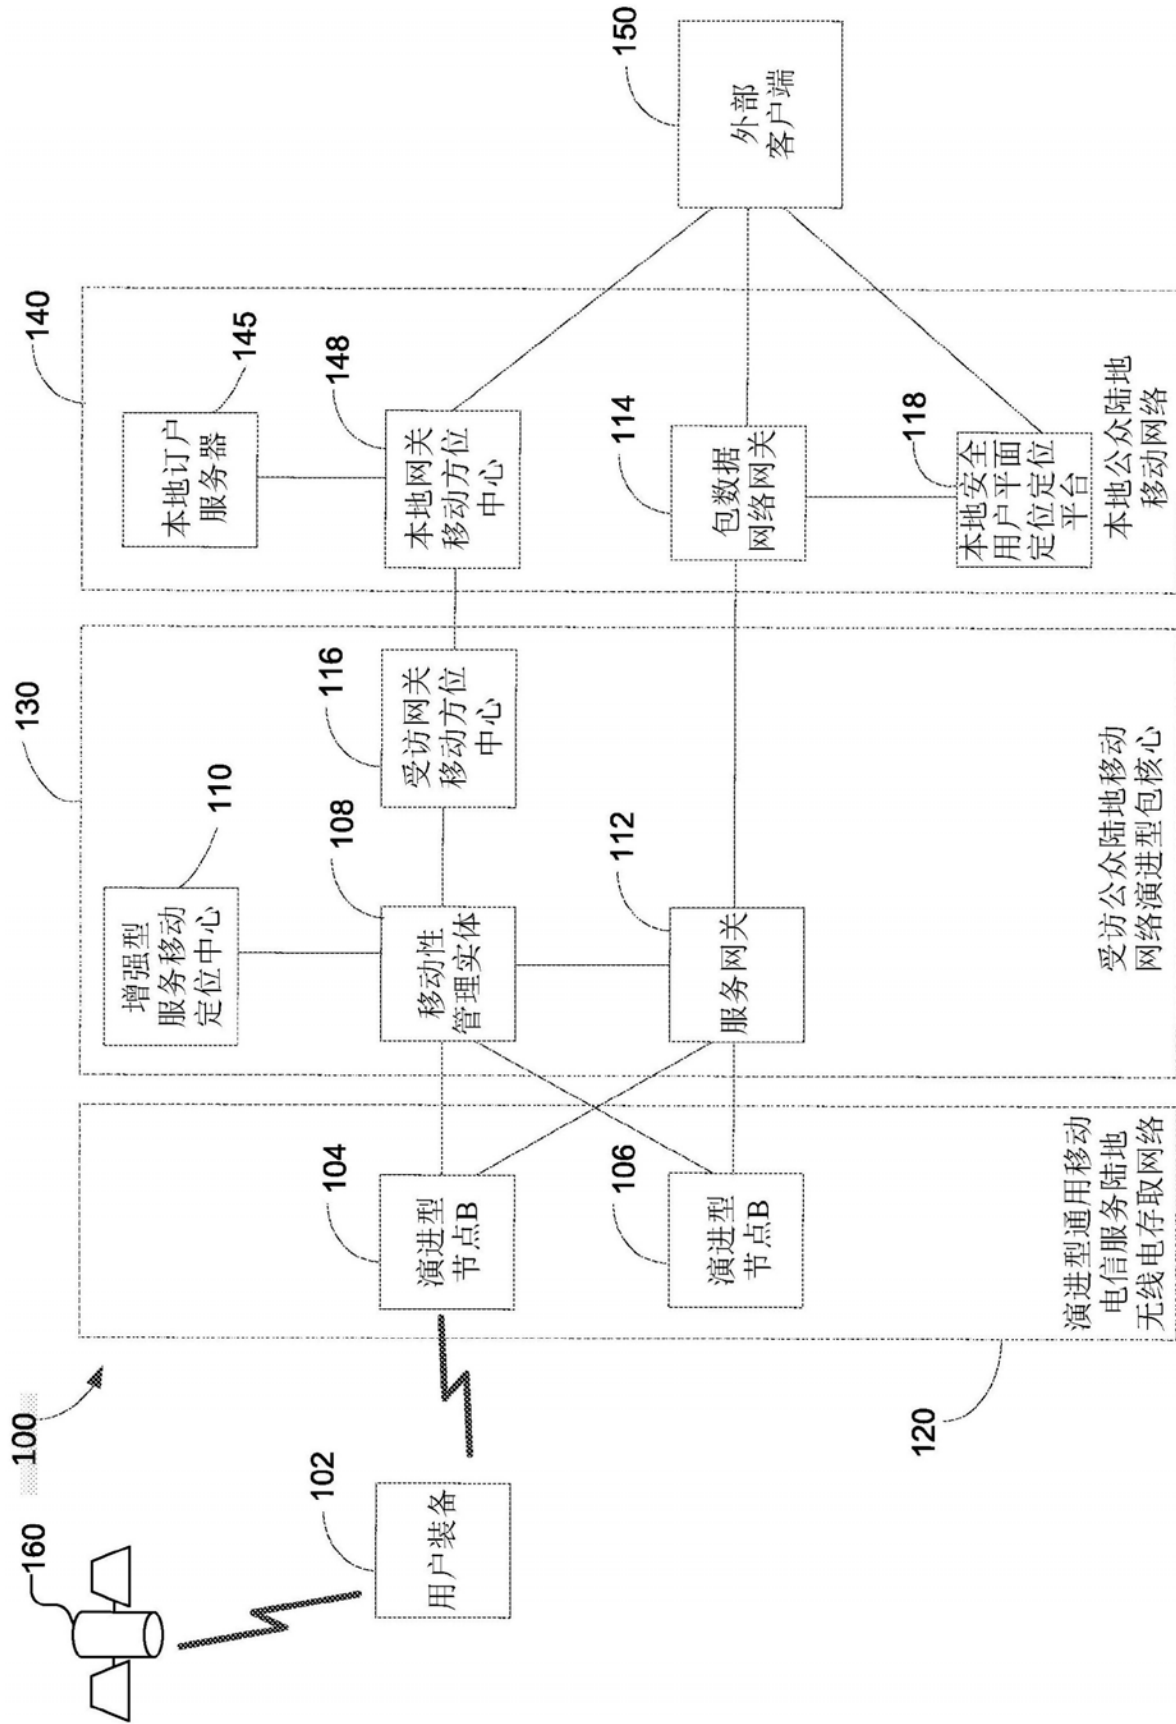 100
160
用户装备
102
演进型
节点B
104
演进型
节点B
106
演进型通用移动
电信服务陆地
无线电存取网络
120
130
增强型
服务移动
定位中心
110
移动性
管理实体
108
受访网关
移动方位
中心
116
服务网关
112
受访公众陆地移动
网络演进型包核心
140
本地订户
服务器
145
本地网关
移动方位
中心
148
包数据
网络网关
114
本地安全
用户平面
定位定位
平台
118
本地公众陆地
移动网络
外部
客户端
150